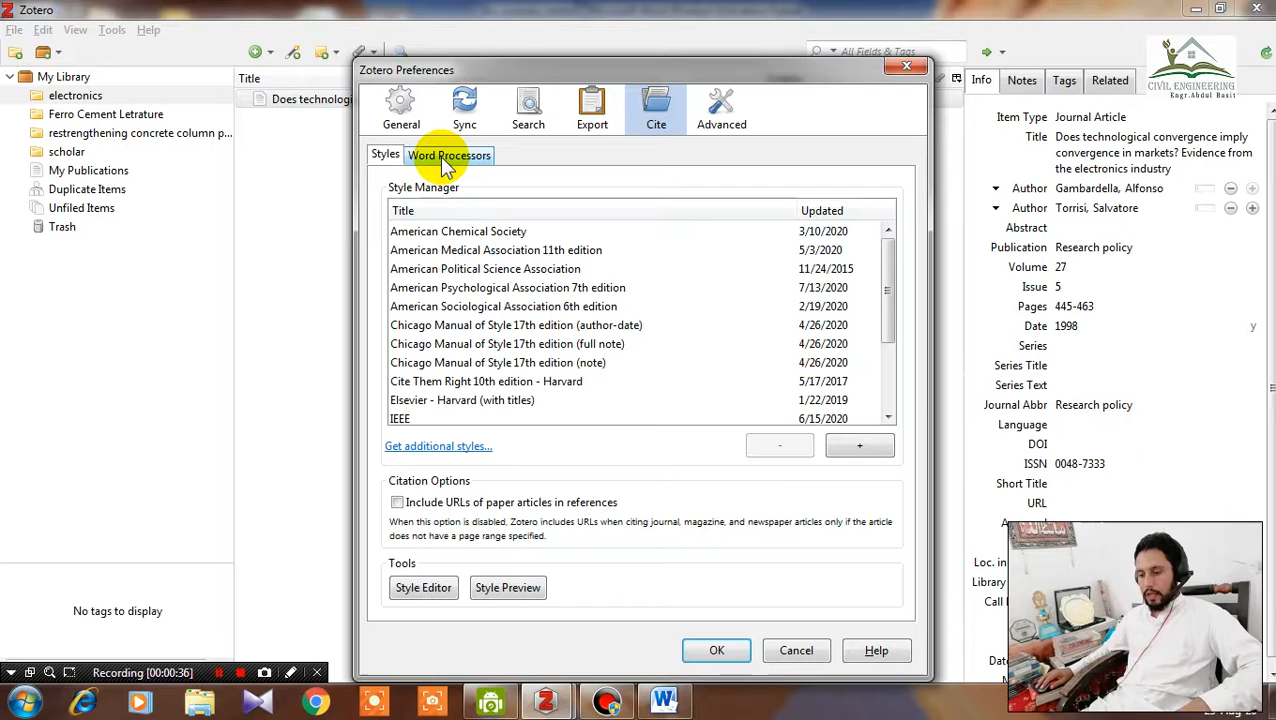 Zotero
File Edit View Tools Help
All Fields & Tags
My Library
electronics
Ferro Cement Letrature
restrengthening concrete column p...
scholar
My Publications
Duplicate Items
Unfiled Items
Trash
No tags to display
Title
Does technologi
Zotero Preferences
General
Sync
Search
Export
Cite
Advanced
Styles
Word Processors
Style Manager
Title Updated
American Chemical Society 3/10/2020
American Medical Association 11th edition 5/3/2020
American Political Science Association 11/24/2015
American Psychological Association 7th edition 7/13/2020
American Sociological Association 6th edition 2/19/2020
Chicago Manual of Style 17th edition (author-date) 4/26/2020
Chicago Manual of Style 17th edition (full note) 4/26/2020
Chicago Manual of Style 17th edition (note) 4/26/2020
Cite Them Right 10th edition - Harvard 5/17/2017
Elsevier - Harvard (with titles) 1/22/2019
IEEE 6/15/2020
Get additional styles...
- +
Citation Options
Include URLs of paper articles in references
When this option is disabled, Zotero includes URLs when citing journal, magazine, and newspaper articles only if the article
does not have a page range specified.
Tools
Style Editor Style Preview
OK Cancel Help
CIVIL ENGINEERING
Engr.Abdul Basit
Info Notes Tags Related
Item Type Journal Article
Title Does technological convergence imply
convergence in markets? Evidence from the
electronics industry
Author Gambardella, Alfonso
Author Torrisi, Salvatore
Abstract
Publication Research policy
Volume 27
Issue 5
Pages 445-463
Date 1998 y
Series
Series Title
Series Text
Journal Abbr Research policy
Language
DOI
ISSN 0048-7333
Short Title
URL
Loc. in
Library
Call
Recording [00:00:36]